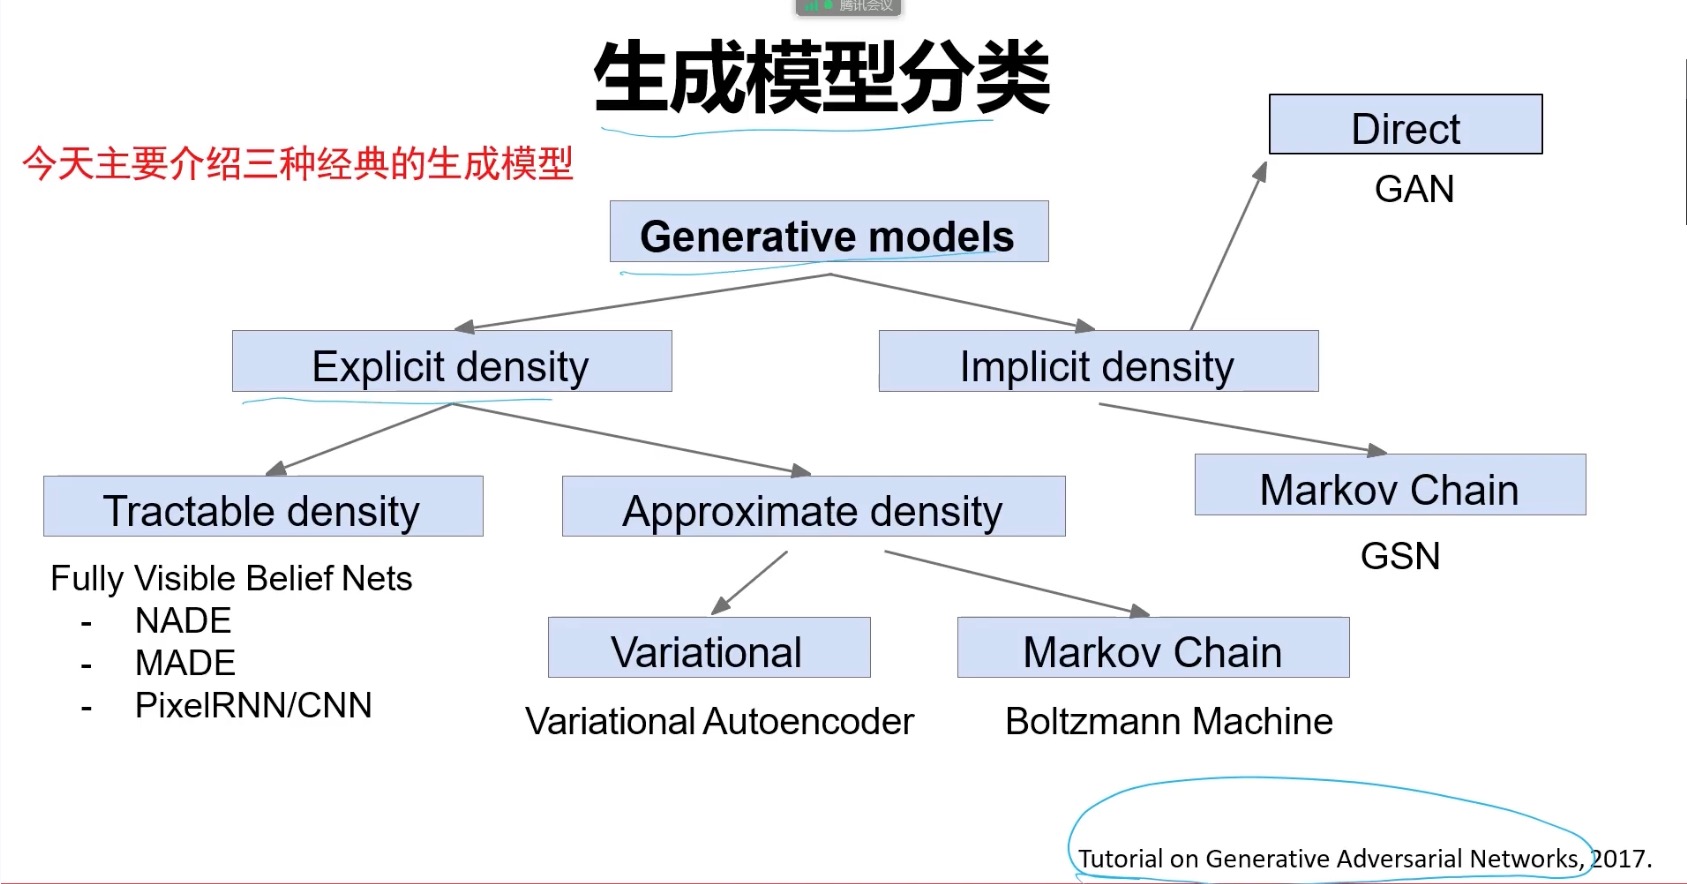 腾讯会议
生成模型分类
Direct
今天主要介绍三种经典的生成模型
GAN
Generative models
Explicit density
Implicit density
Tractable density
Approximate density
Markov Chain
GSN
Fully Visible Belief Nets
- NADE
- MADE
- PixelRNN/CNN
Variational
Markov Chain
Variational Autoencoder
Boltzmann Machine
Tutorial on Generative Adversarial Networks, 2017.